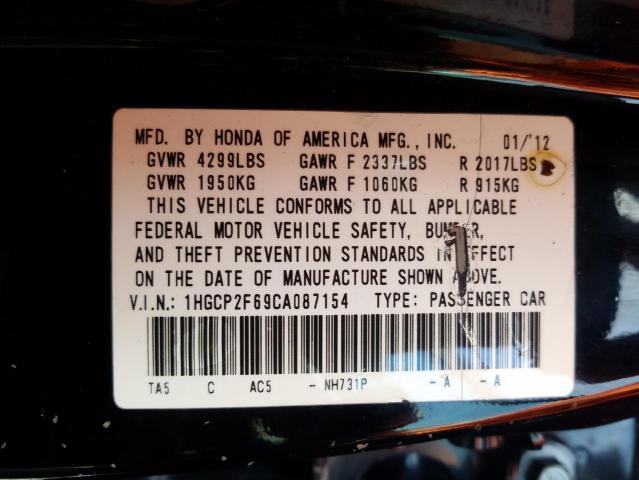 MFD. BY HONDA OF AMERICA MFG., INC. 01/'12
GVWR 4299LBS GAWR F 2337LBS R 2017LBS
GVWR 1950KG GAWR F 1060KG R 915KG
THIS VEHICLE CONFORMS TO ALL APPLICABLE
FEDERAL MOTOR VEHICLE SAFETY, BUMPER,
AND THEFT PREVENTION STANDARDS IN EFFECT
ON THE DATE OF MANUFACTURE SHOWN ABOVE.
V.I.N.: 1HGCP2F69CA087154 TYPE: PASSENGER CAR
TA5 C AC5 - NH731P - A - A